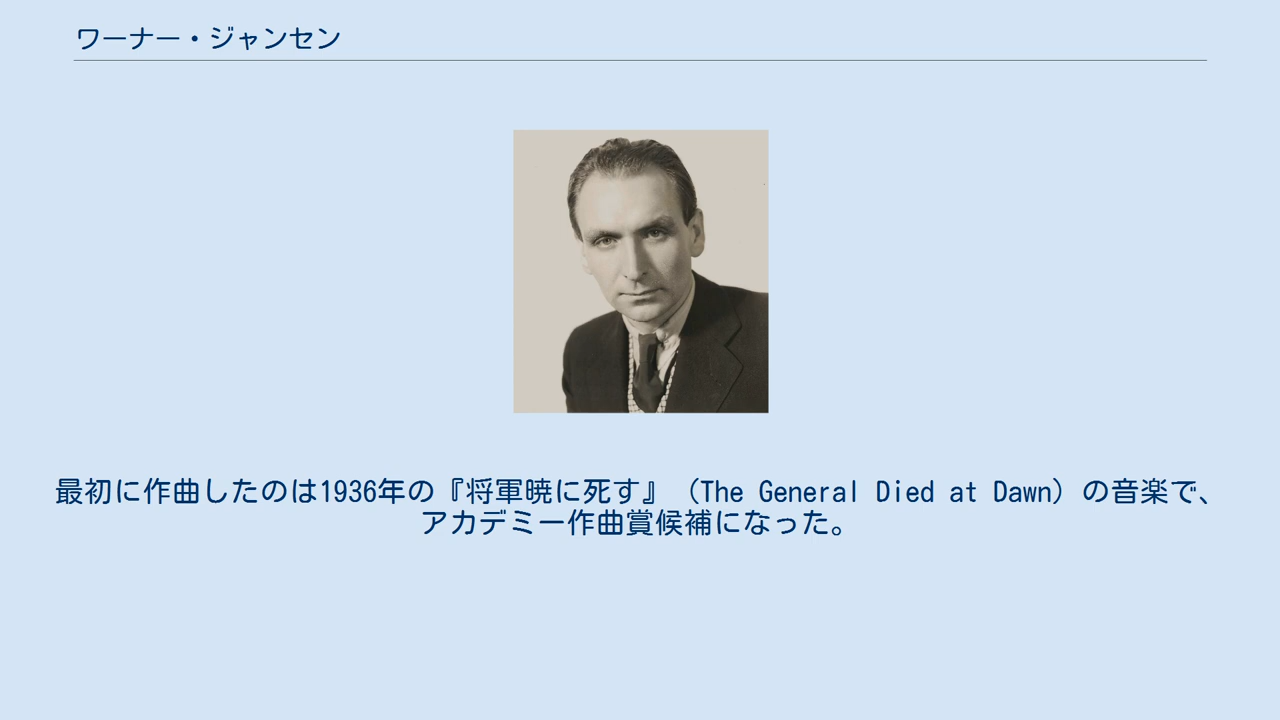 ワーナー・ジャンセン
最初に作曲したのは1936年の『将軍暁に死す』（The General Died at Dawn）の音楽で、
アカデミー作曲賞候補になった。